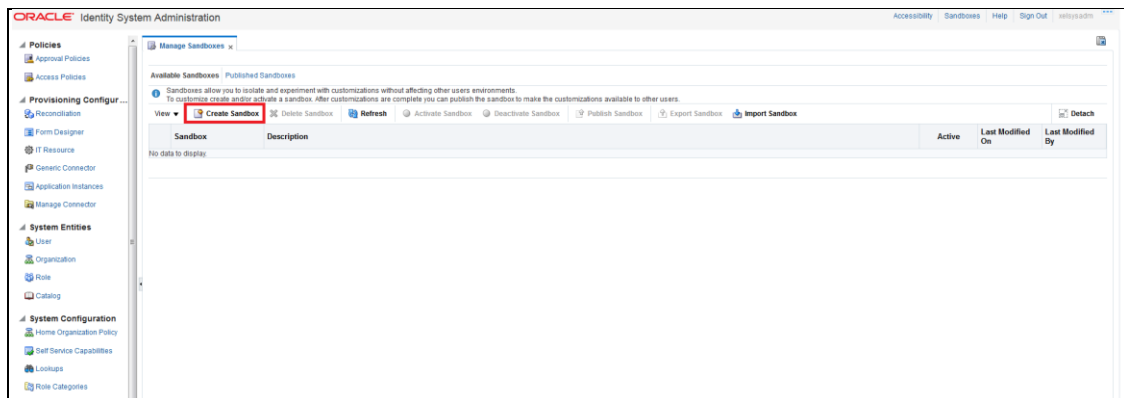 ORACLE® Identity System Administration
Accessibility Sandboxes Help Sign Out xelsysadm
Policies
Approval Policies
Access Policies
Provisioning Configur...
Reconciliation
Form Designer
IT Resource
Generic Connector
Application Instances
Manage Connector
System Entities
User
Organization
Role
Catalog
System Configuration
Home Organization Policy
Self Service Capabilities
Lookups
Role Categories
Manage Sandboxes x
Available Sandboxes Published Sandboxes
Sandboxes allow you to isolate and experiment with customizations without affecting other users environments.
To customize create and/or activate a sandbox. After customizations are complete you can publish the sandbox to make the customizations available to other users.
View Create Sandbox Delete Sandbox Refresh Activate Sandbox Deactivate Sandbox Publish Sandbox Export Sandbox Import Sandbox Detach
Sandbox Description Active Last Modified On Last Modified By
No data to display.